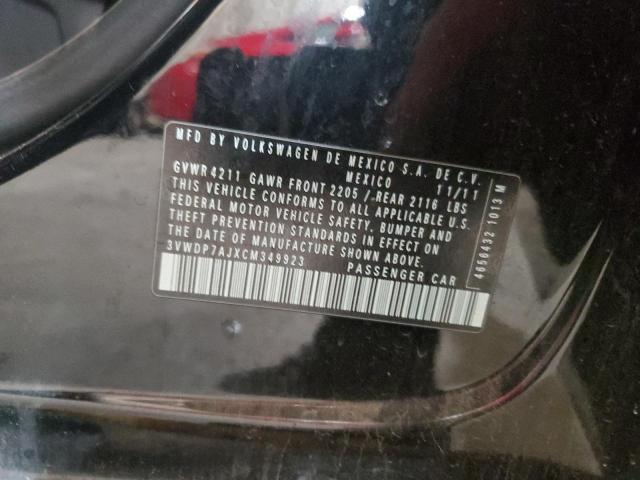 MFD BY VOLKSWAGEN DE MEXICO S.A. DE C.V.
MEXICO 11/11
GVWR 4211 GAWR FRONT 2205 / REAR 2116 LBS
THIS VEHICLE CONFORMS TO ALL APPLICABLE U.S.
FEDERAL MOTOR VEHICLE SAFETY, BUMPER AND
THEFT PREVENTION STANDARDS IN EFFECT ON
THE DATE OF MANUFACTURE SHOWN ABOVE.
3VWDP7AJXCM349923 PASSENGER CAR
4656432 1013 M